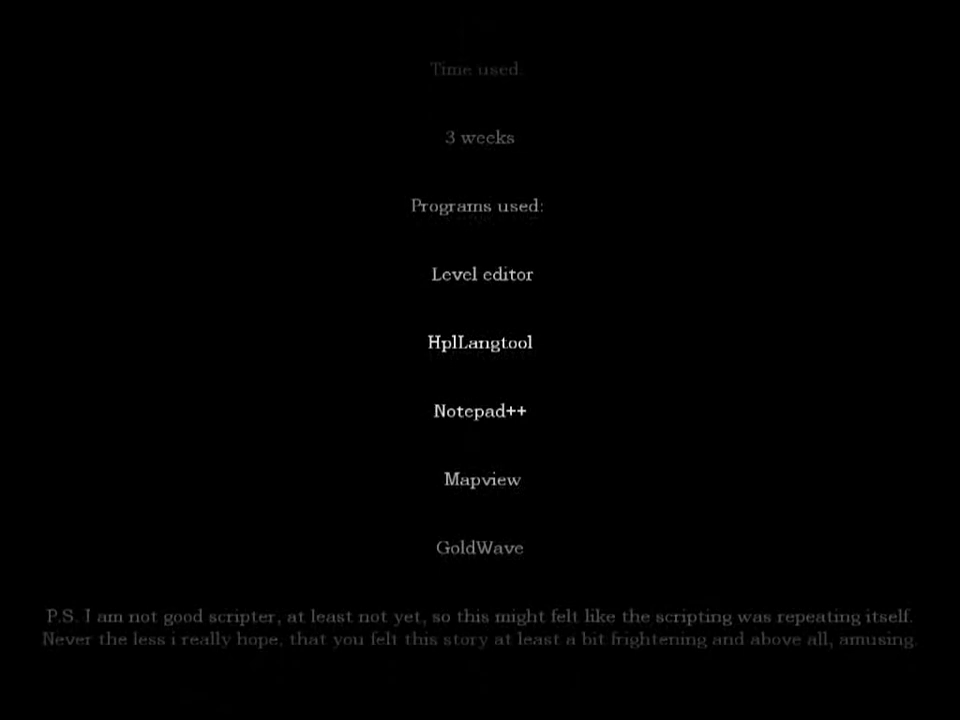 Time used:
3 weeks
Programs used:
Level editor
HplLangtool
Notepad++
Mapview
GoldWave
P.S. I am not good scripter, at least not yet, so this might felt like the scripting was repeating itself.
Never the less i really hope, that you felt this story at least a bit frightening and above all, amusing.